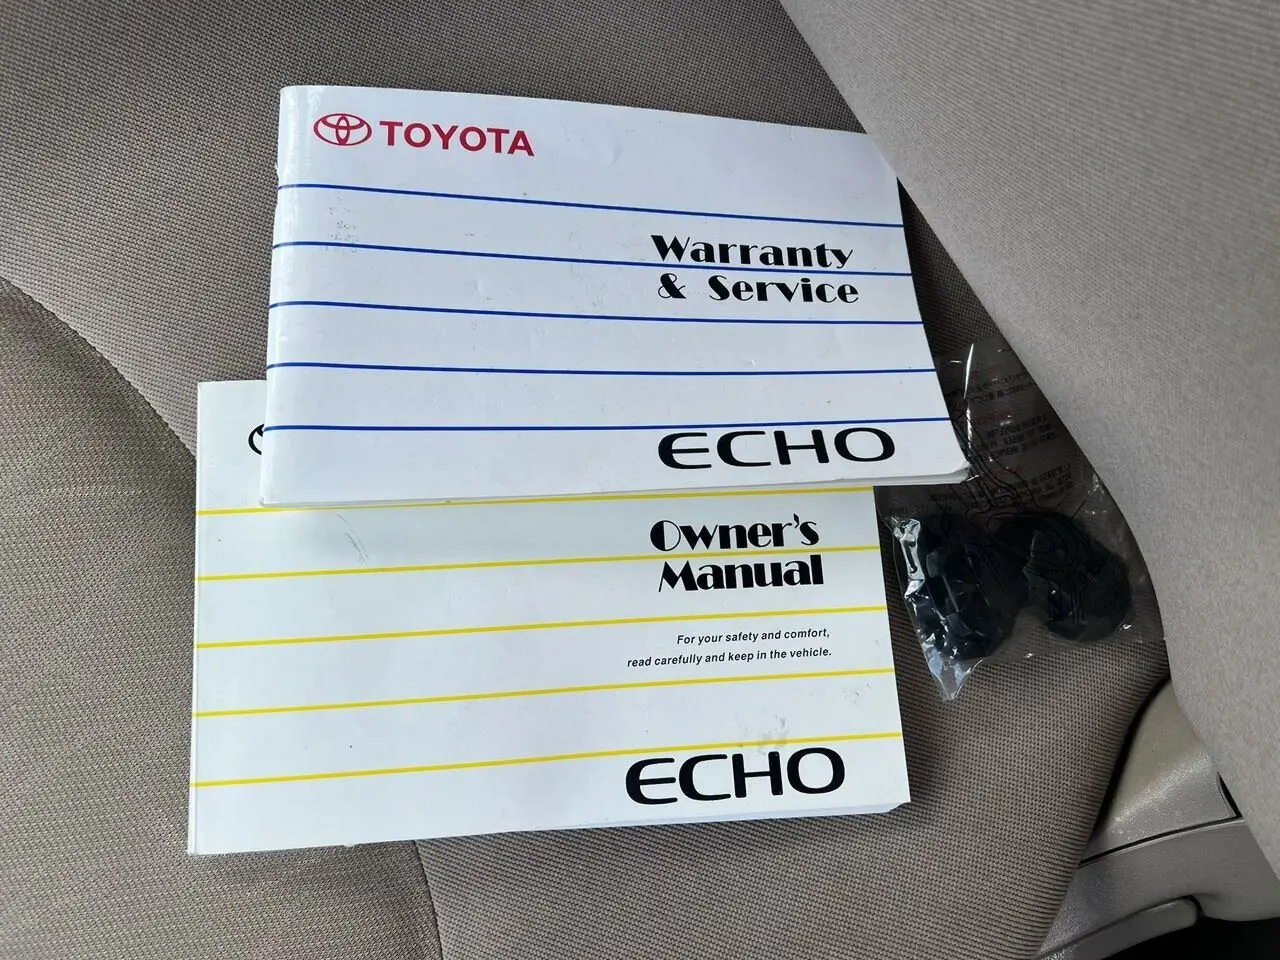 TOYOTA
Warranty
& Service
ECHO
Owner's
Manual
For your safety and comfort,
read carefully and keep in the vehicle.
ECHO